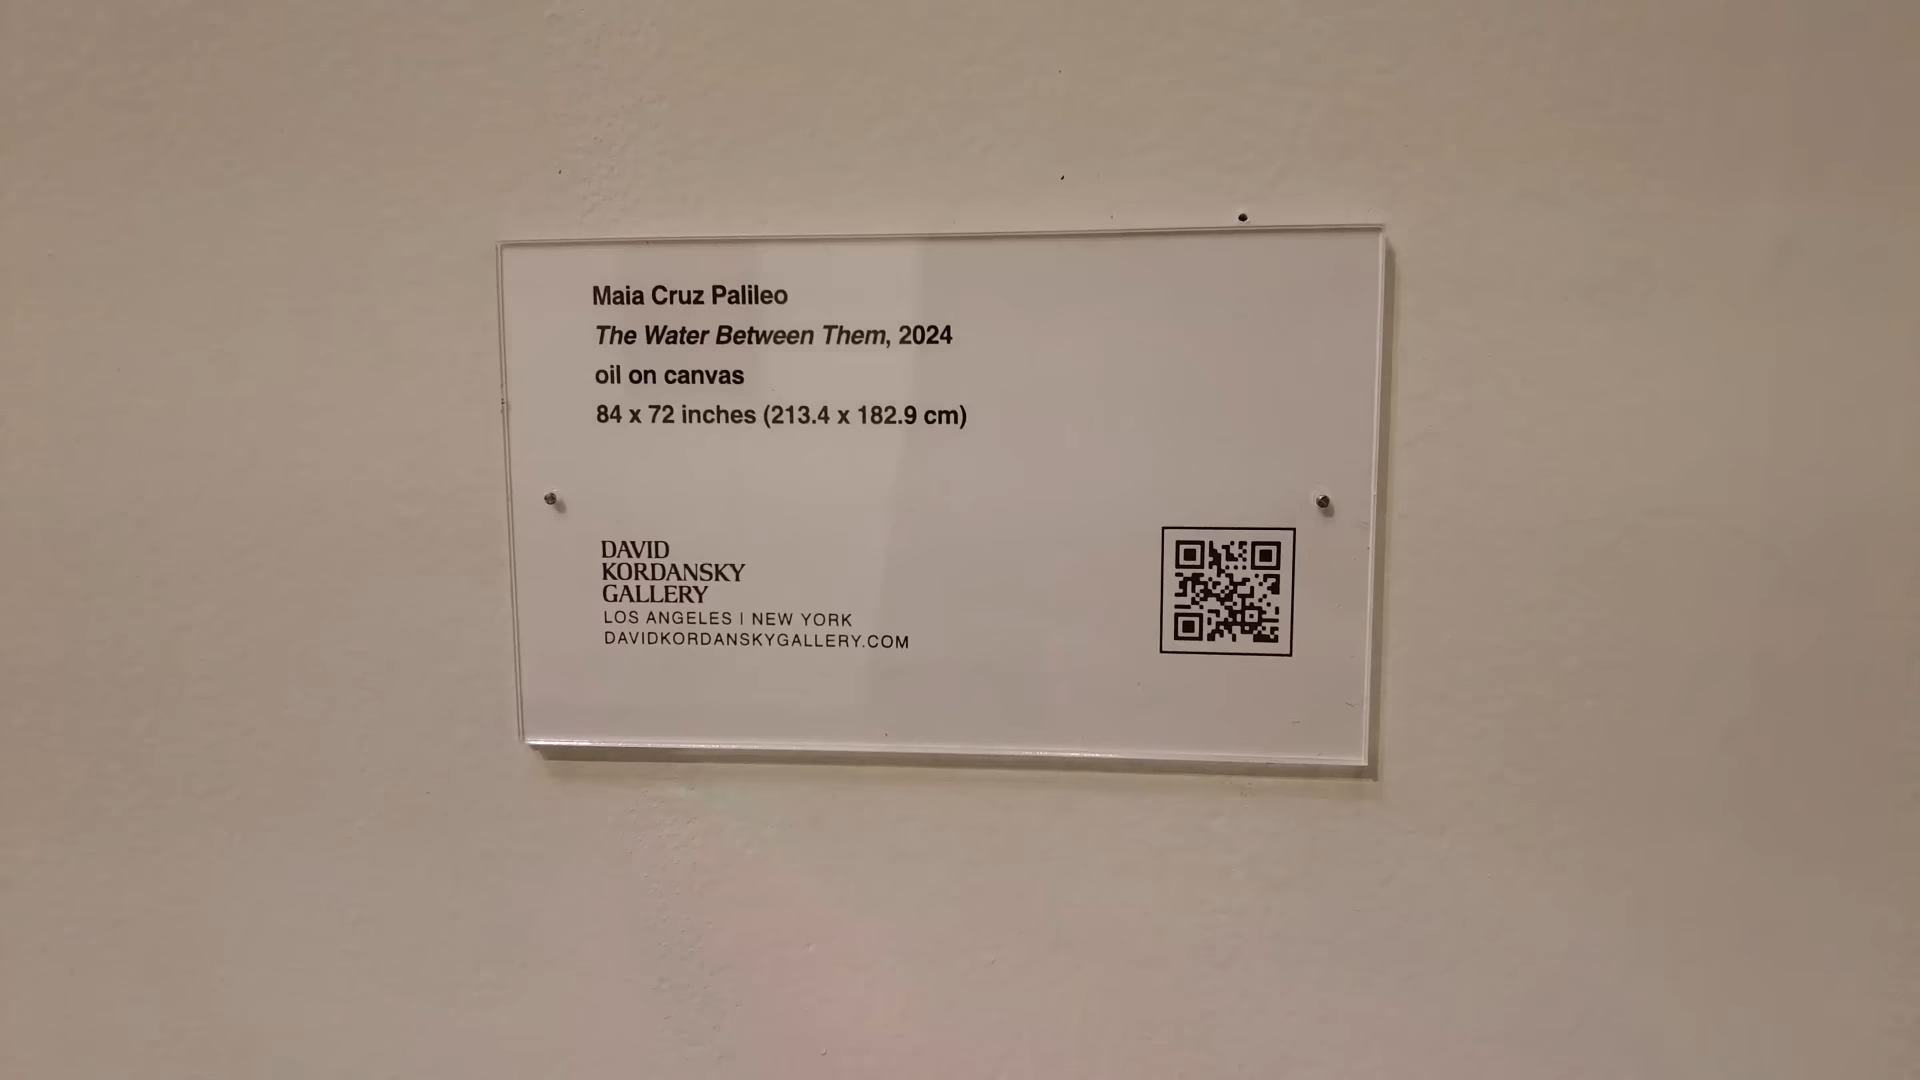 Maia Cruz Palileo
The Water Between Them, 2024
oil on canvas
84 x 72 inches (213.4 x 182.9 cm)
DAVID
KORDANSKY
GALLERY
LOS ANGELES | NEW YORK
DAVIDKORDANSKYGALLERY.COM